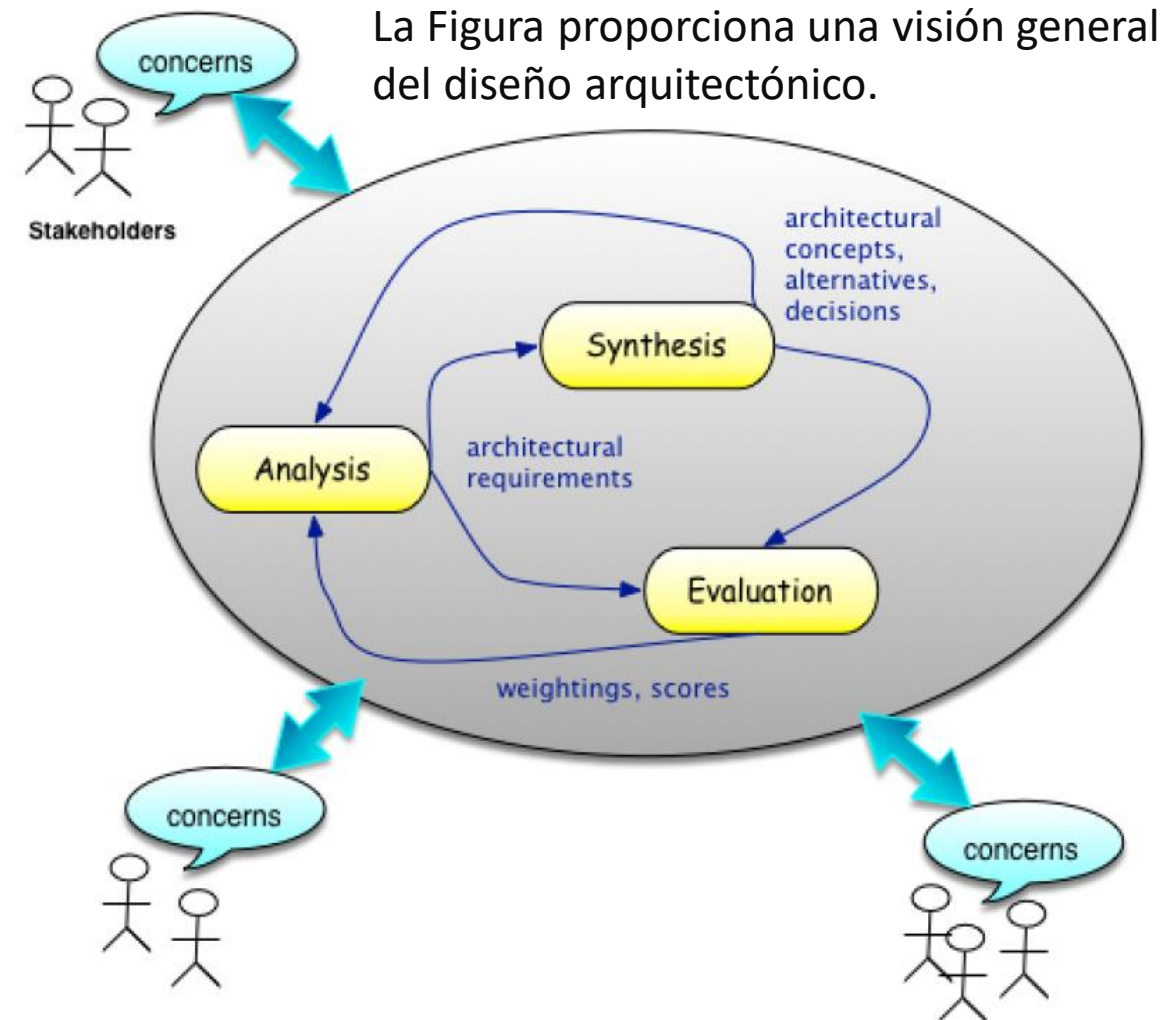 La Figura proporciona una visión general
del diseño arquitectónico.
concerns
Stakeholders
architectural
concepts,
alternatives,
decisions
Synthesis
Analysis
architectural
requirements
Evaluation
weightings, scores
concerns
concerns